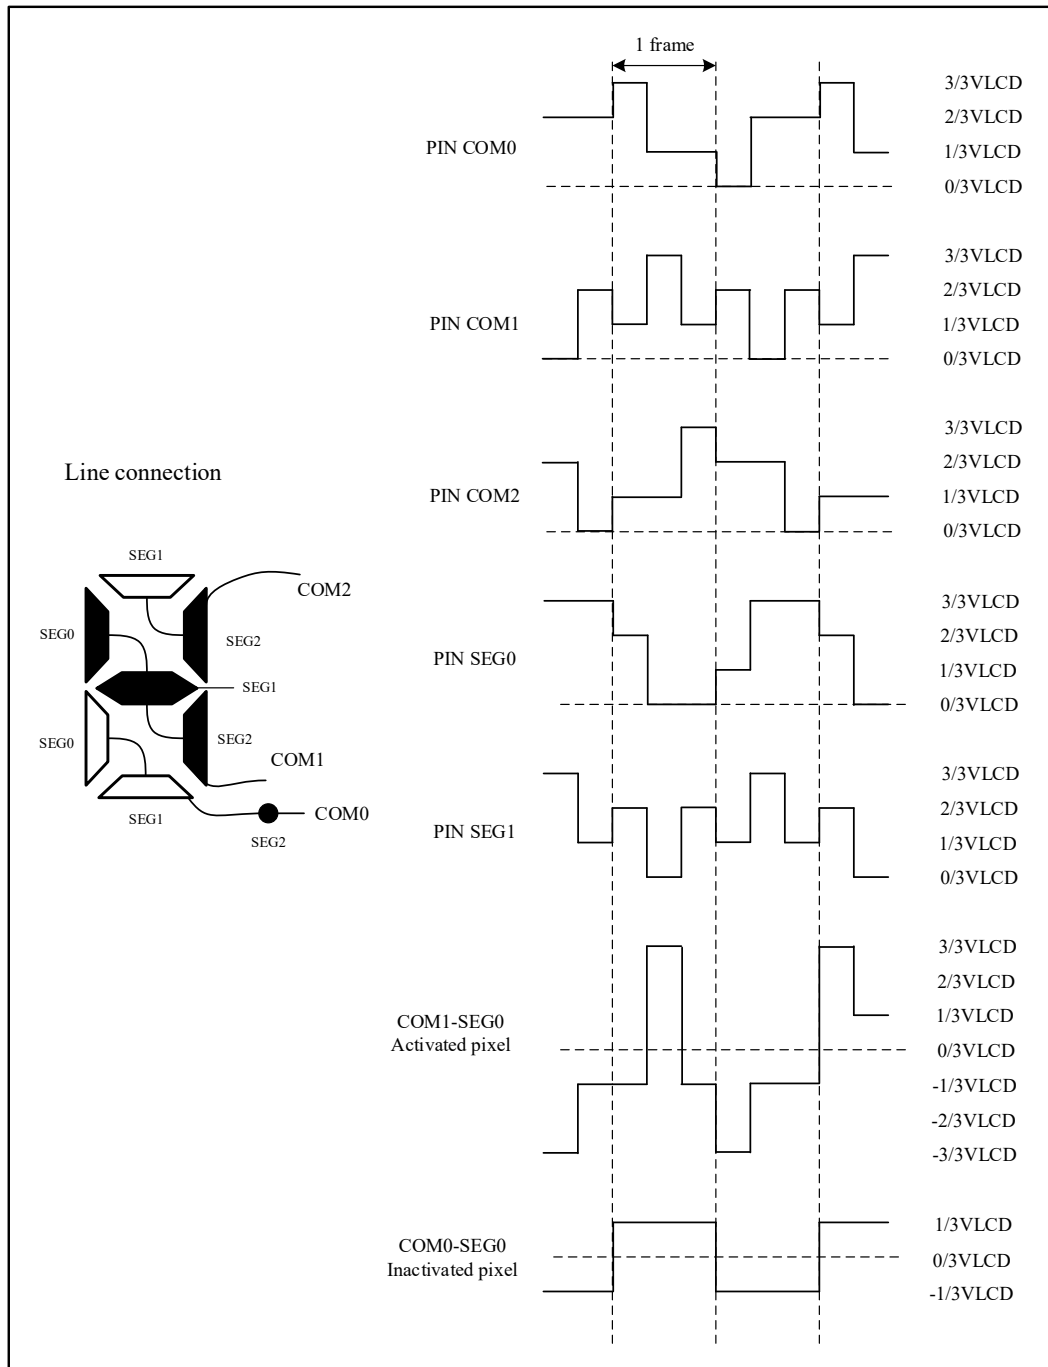 1 frame
PIN COM0
3/3VLCD
2/3VLCD
1/3VLCD
0/3VLCD
PIN COM1
3/3VLCD
2/3VLCD
1/3VLCD
0/3VLCD
PIN COM2
3/3VLCD
2/3VLCD
1/3VLCD
0/3VLCD
Line connection
SEG1
COM2
SEG0
SEG2
SEG1
SEG0
SEG2
COM1
SEG1
COM0
SEG2
PIN SEG0
3/3VLCD
2/3VLCD
1/3VLCD
0/3VLCD
PIN SEG1
3/3VLCD
2/3VLCD
1/3VLCD
0/3VLCD
COM1-SEG0
Activated pixel
3/3VLCD
2/3VLCD
1/3VLCD
0/3VLCD
-1/3VLCD
-2/3VLCD
-3/3VLCD
COM0-SEG0
Inactivated pixel
1/3VLCD
0/3VLCD
-1/3VLCD